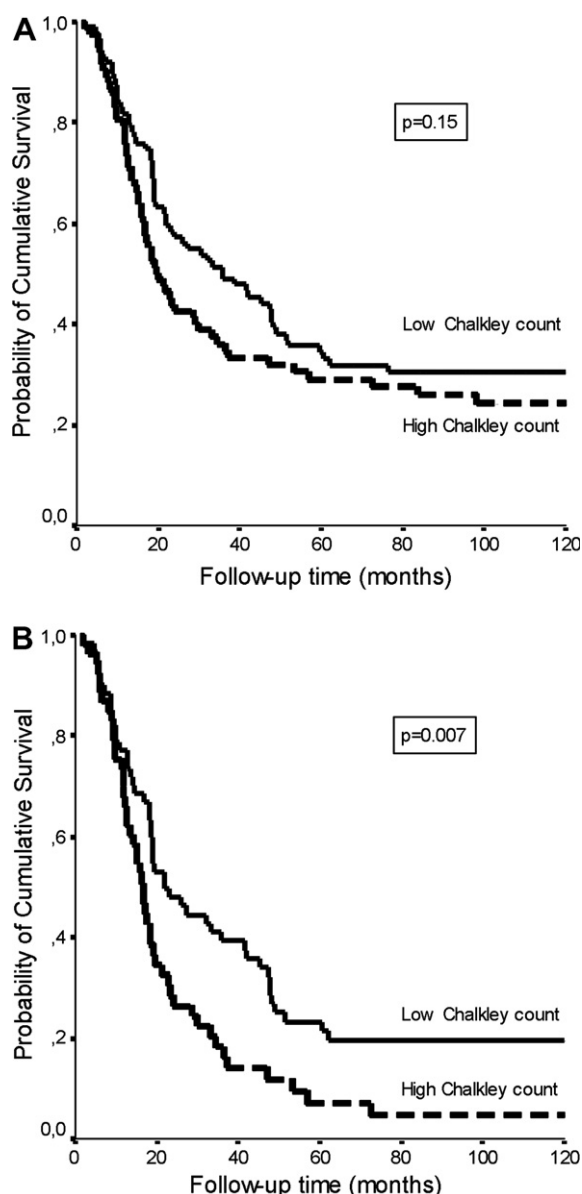 A
Probability of Cumulative Survival
1,0
,8
,6
,4
,2
0,0
p=0.15
Low Chalkley count
High Chalkley count
0 20 40 60 80 100 120
Follow-up time (months)
B
Probability of Cumulative Survival
1,0
,8
,6
,4
,2
0,0
p=0.007
Low Chalkley count
High Chalkley count
0 20 40 60 80 100 120
Follow-up time (months)